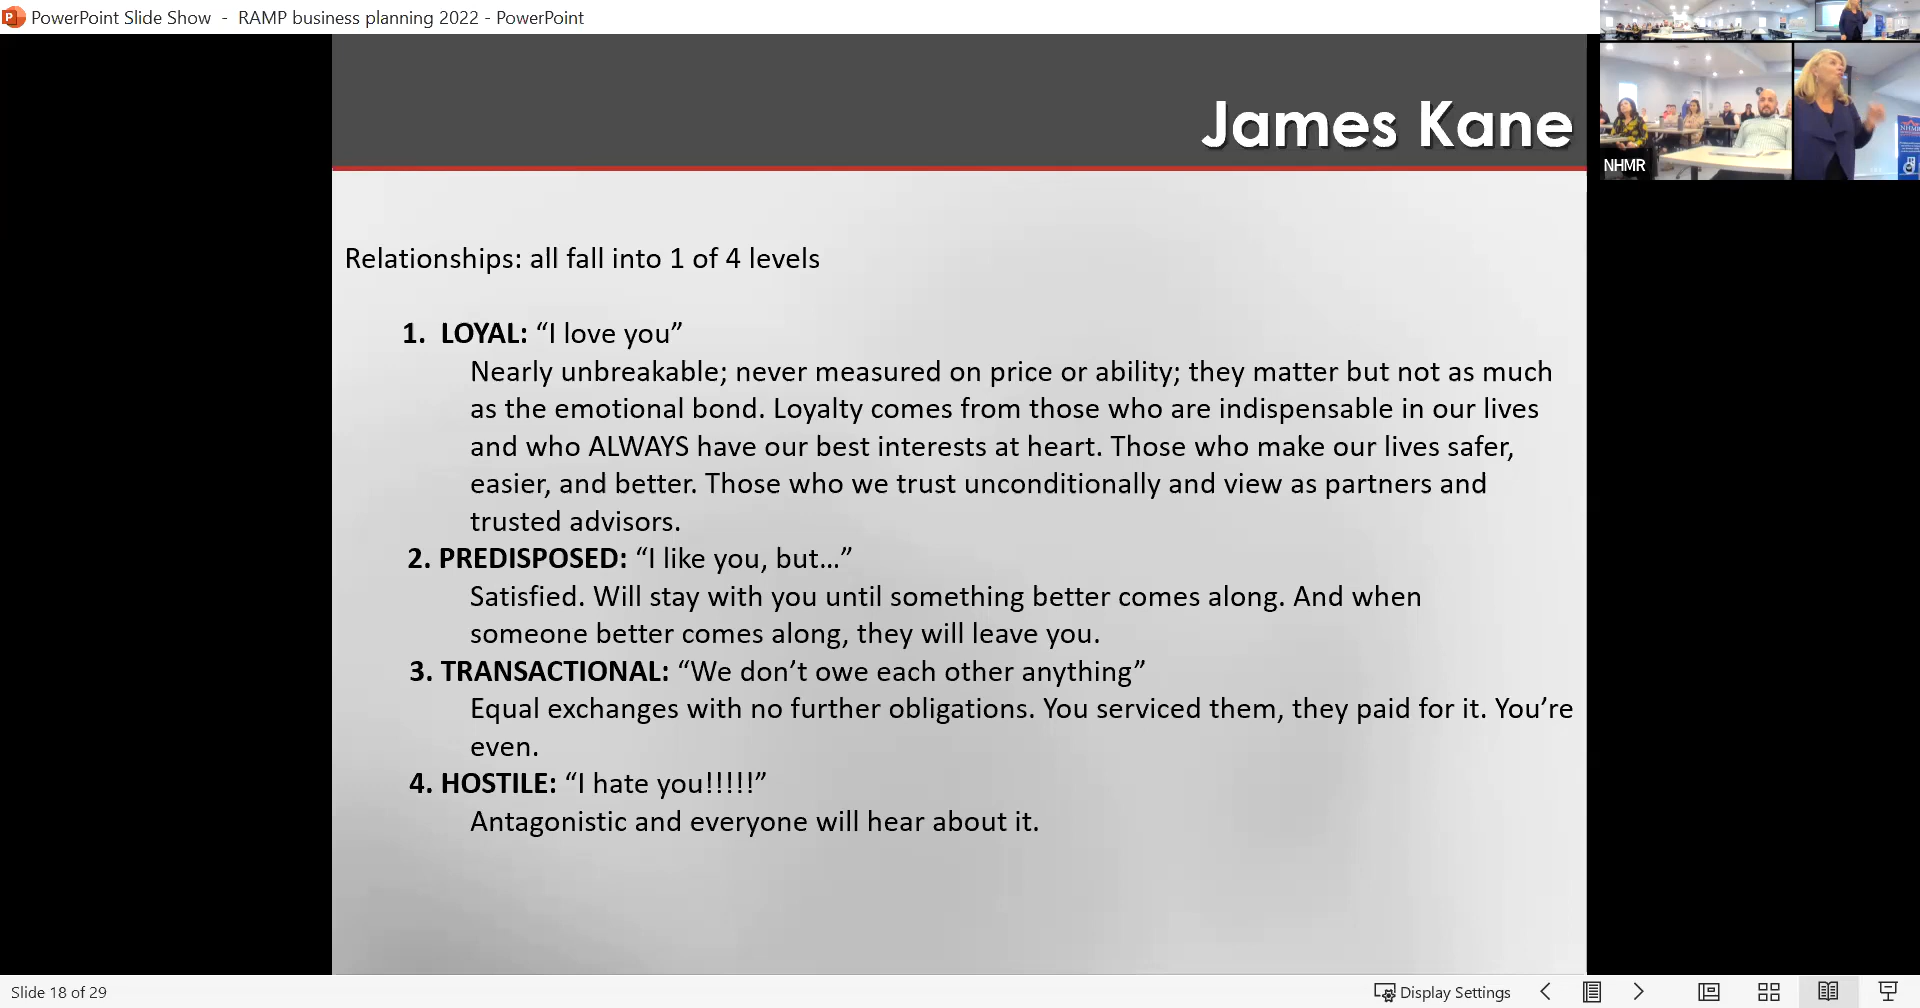 PowerPoint Slide Show - RAMP business planning 2022 - PowerPoint
James Kane
NHMR
Relationships: all fall into 1 of 4 levels
1. LOYAL: “I love you”
Nearly unbreakable; never measured on price or ability; they matter but not as much
as the emotional bond. Loyalty comes from those who are indispensable in our lives
and who ALWAYS have our best interests at heart. Those who make our lives safer,
easier, and better. Those who we trust unconditionally and view as partners and
trusted advisors.
2. PREDISPOSED: “I like you, but…”
Satisfied. Will stay with you until something better comes along. And when
someone better comes along, they will leave you.
3. TRANSACTIONAL: “We don’t owe each other anything”
Equal exchanges with no further obligations. You serviced them, they paid for it. You’re
even.
4. HOSTILE: “I hate you!!!!!”
Antagonistic and everyone will hear about it.
Slide 18 of 29
Display Settings